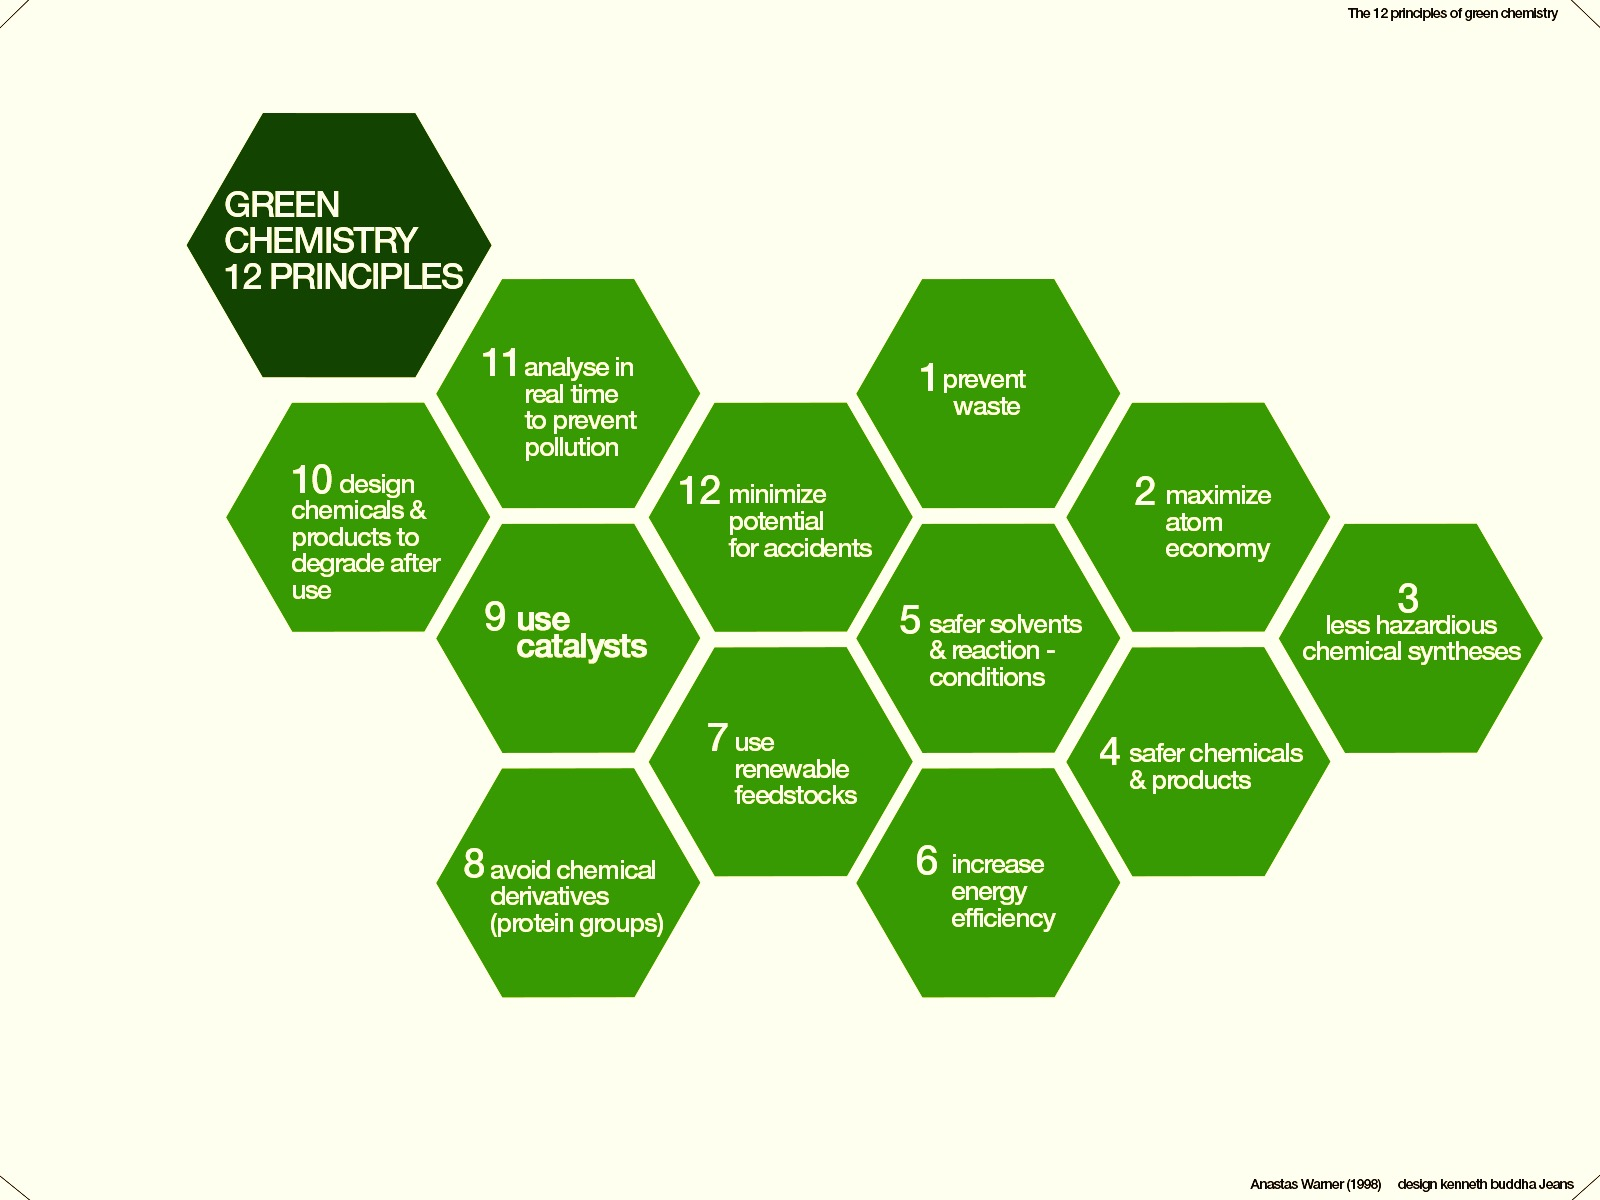 The 12 principles of green chemistry
GREEN
CHEMISTRY
12 PRINCIPLES
11 analyse in
real time
to prevent
pollution
1 prevent
waste
10 design
chemicals &
products to
degrade after
use
12 minimize
potential
for accidents
2 maximize
atom
economy
9 use
catalysts
5 safer solvents
& reaction -
conditions
3
less hazardious
chemical syntheses
7 use
renewable
feedstocks
4 safer chemicals
& products
8 avoid chemical
derivatives
(protein groups)
6 increase
energy
efficiency
Anastas Warner (1998) design kenneth buddha Jeans